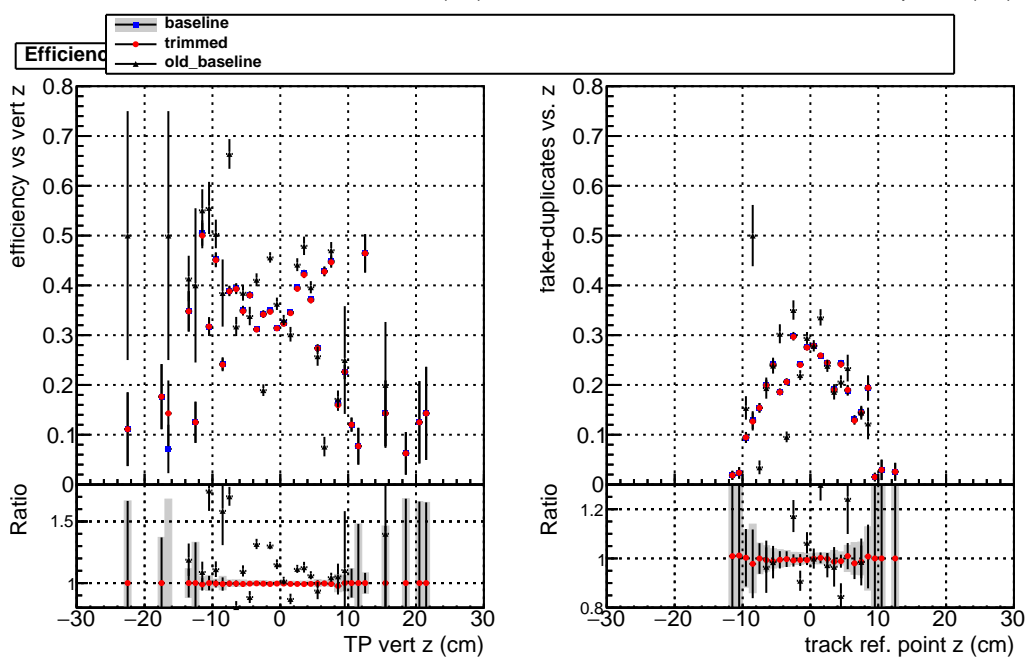 baseline
trimmed
old_baseline
Efficienc
efficiency vs vert z
0.8
0.7
0.6
0.5
0.4
0.3
0.2
0.1
0
Ratio
1.5
1
−30 −20 −10 0 10 20 30
TP vert z (cm)
fake+duplicates vs. z
0.8
0.7
0.6
0.5
0.4
0.3
0.2
0.1
0
Ratio
1.2
1
0.8
−30 −20 −10 0 10 20 30
track ref. point z (cm)